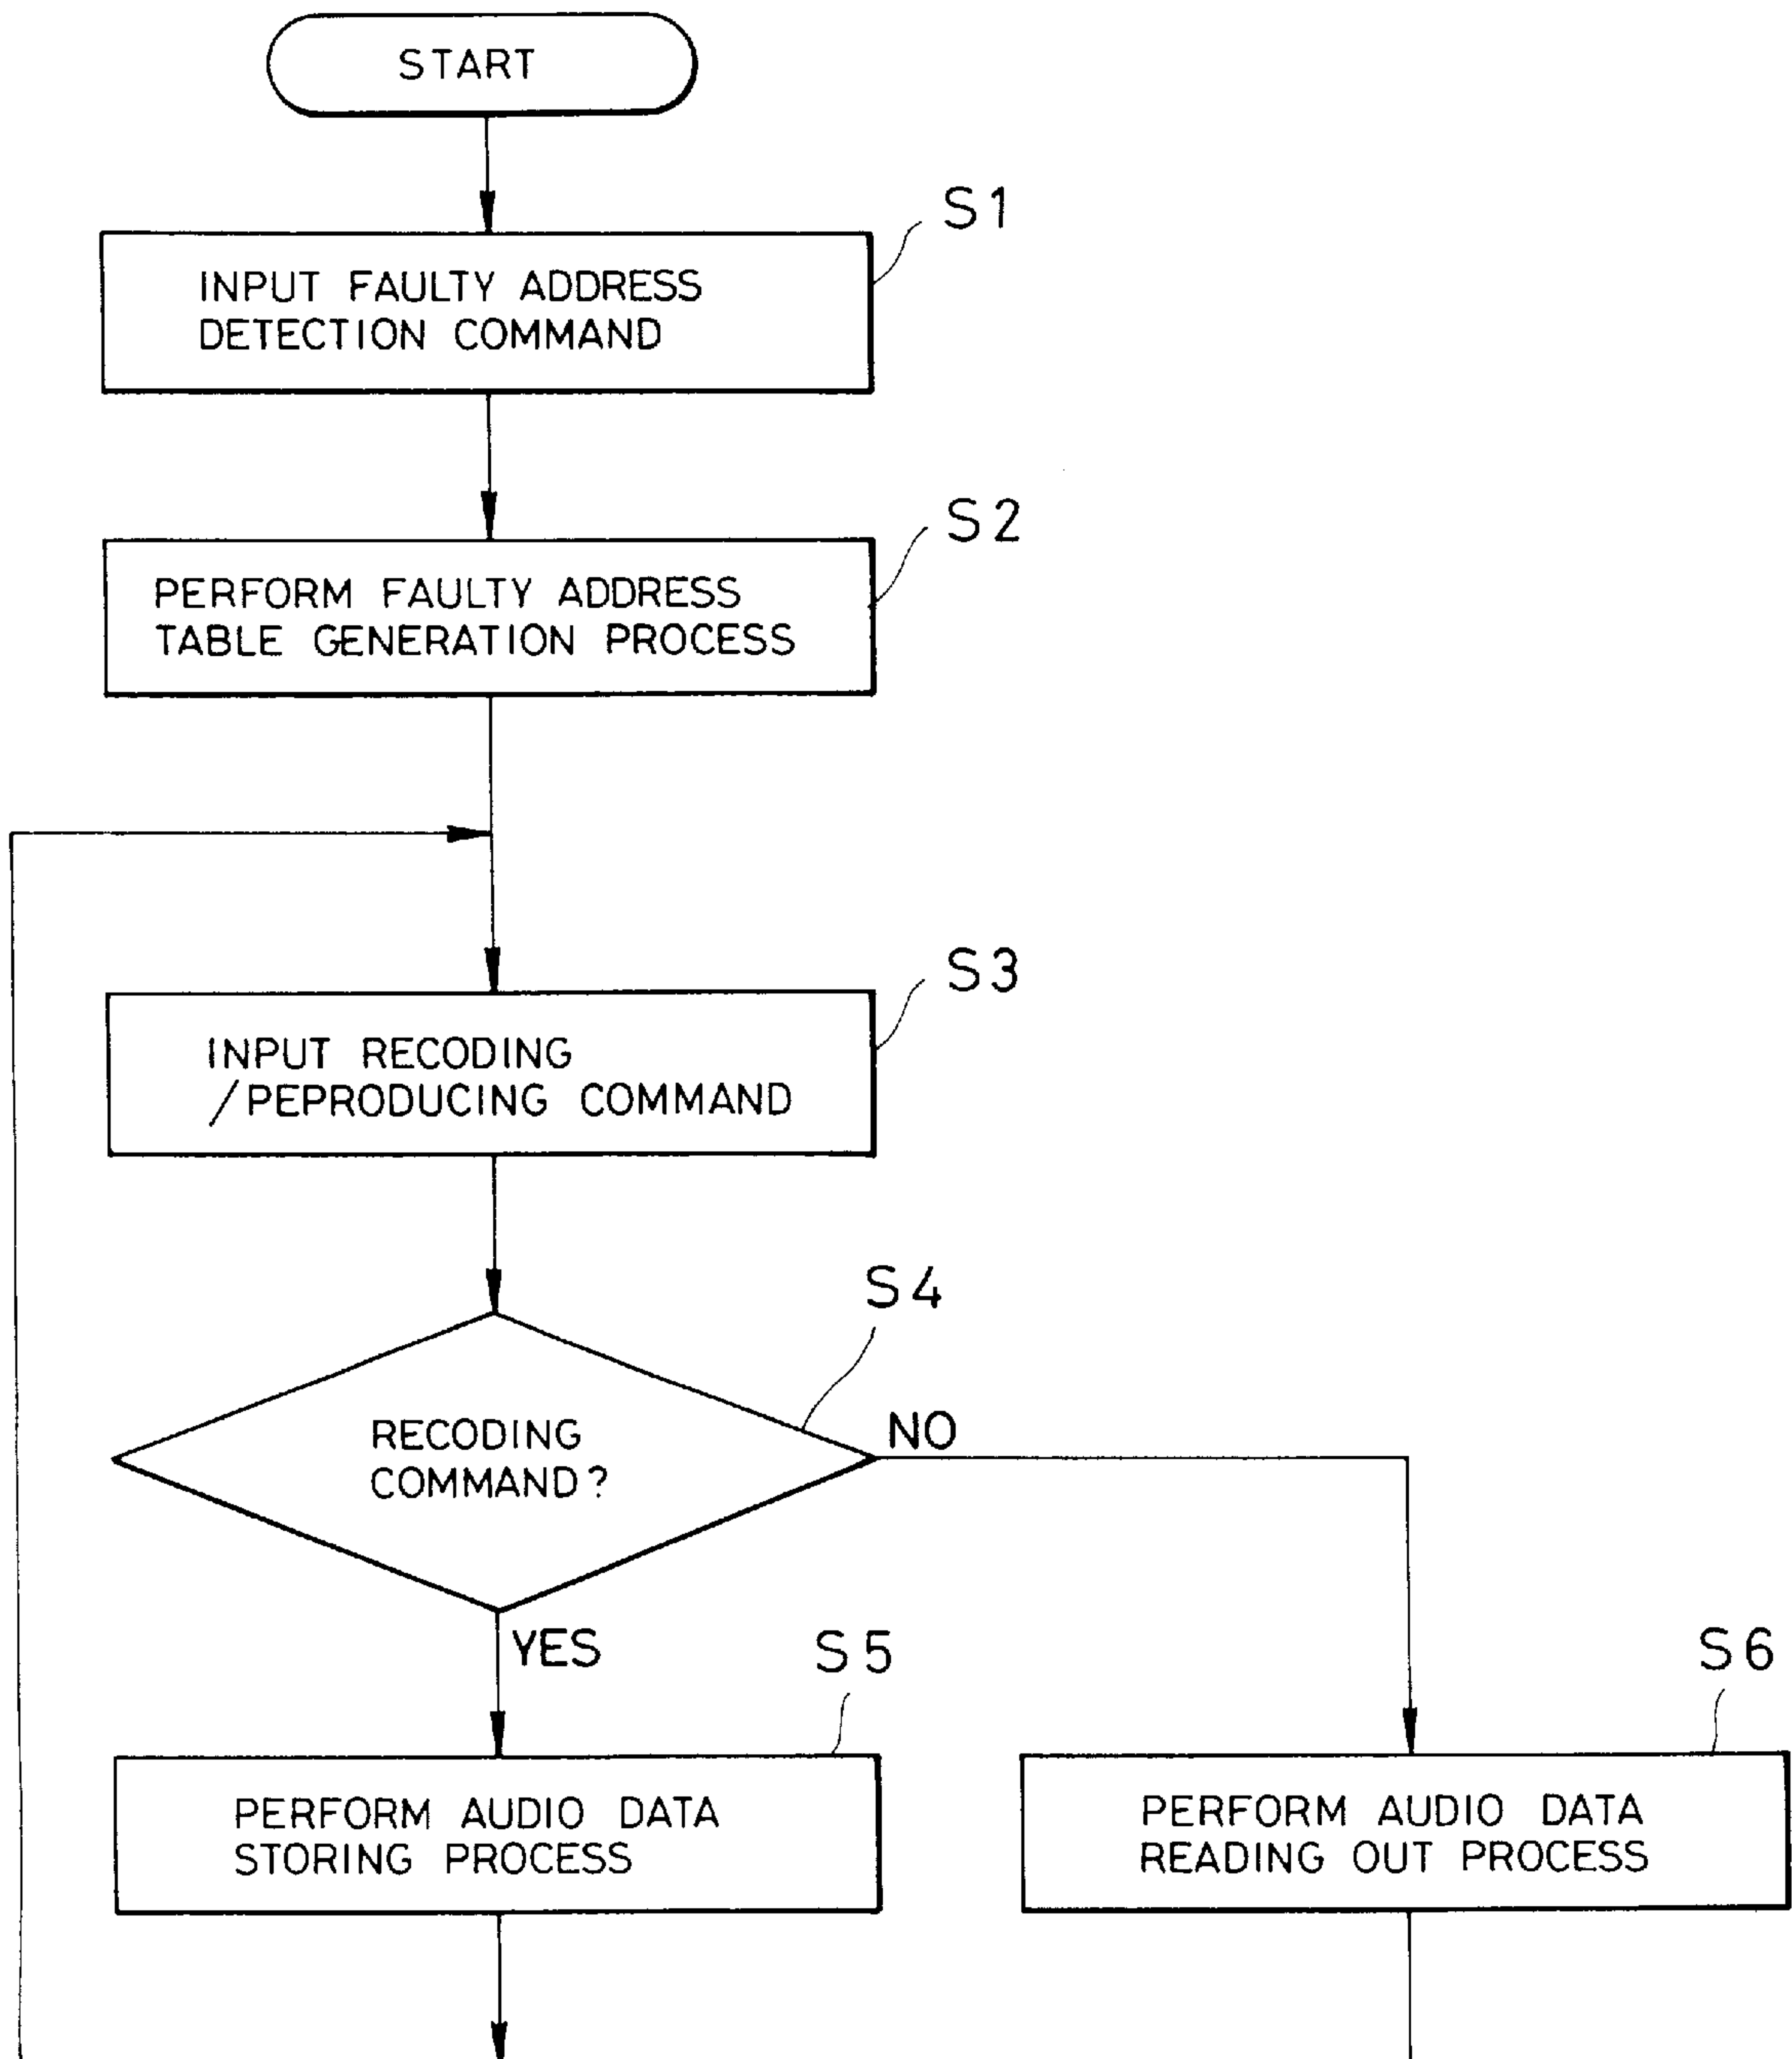 START
S1
INPUT FAULTY ADDRESS
DETECTION COMMAND
S2
PERFORM FAULTY ADDRESS
TABLE GENERATION PROCESS
S3
INPUT RECODING
/PEPRODUCING COMMAND
S4
RECODING
COMMAND?
NO
YES
S5
S6
PERFORM AUDIO DATA
STORING PROCESS
PERFORM AUDIO DATA
READING OUT PROCESS